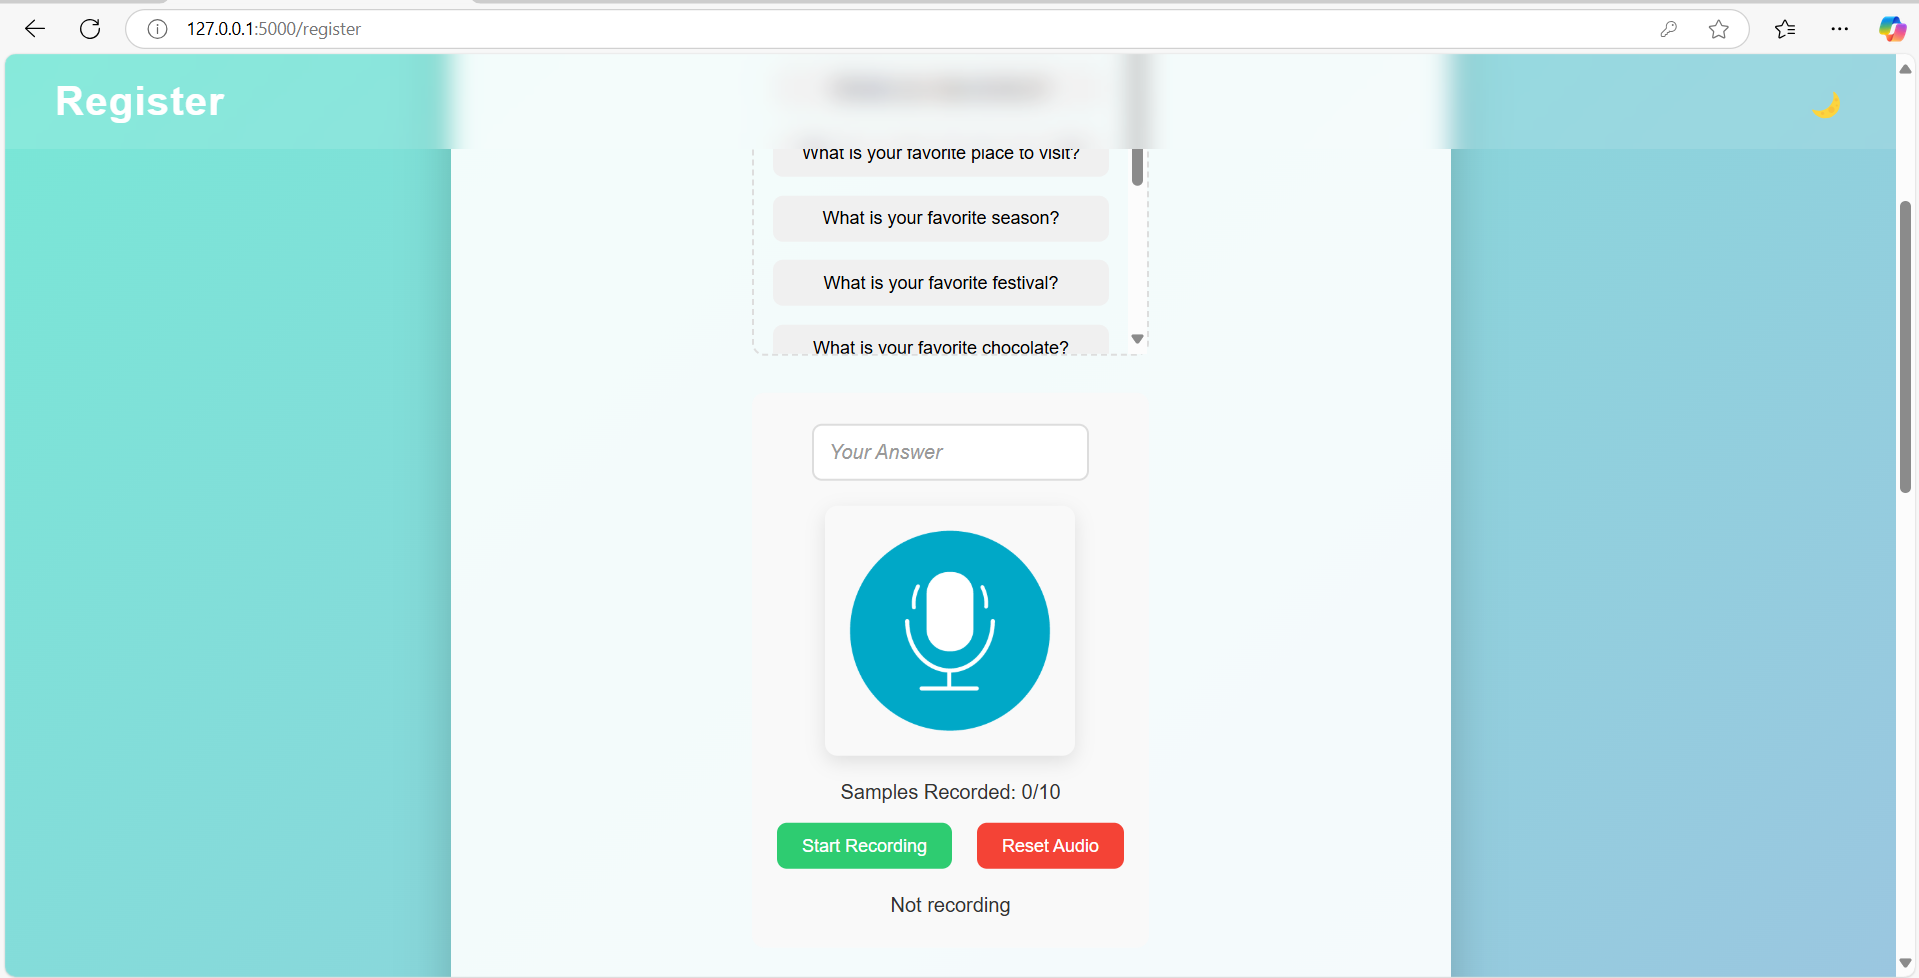 127.0.0.1:5000/register
Register
What is your favorite place to visit?
What is your favorite season?
What is your favorite festival?
What is your favorite chocolate?
Your Answer
Samples Recorded: 0/10
Start Recording
Reset Audio
Not recording